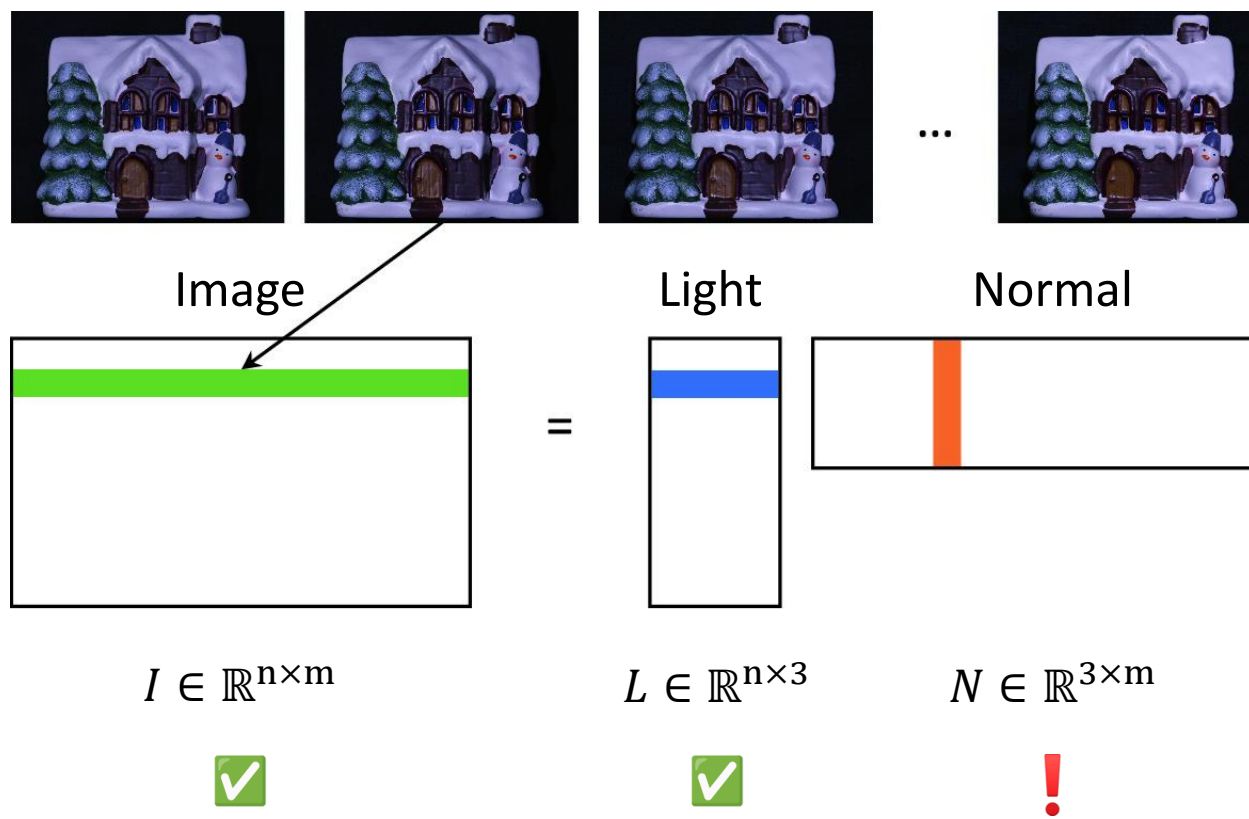 ...
Image Light Normal
=
I ∈ ℝⁿˣᵐ L ∈ ℝⁿˣ³ N ∈ ℝ³ˣᵐ
✅ ✅ ❗